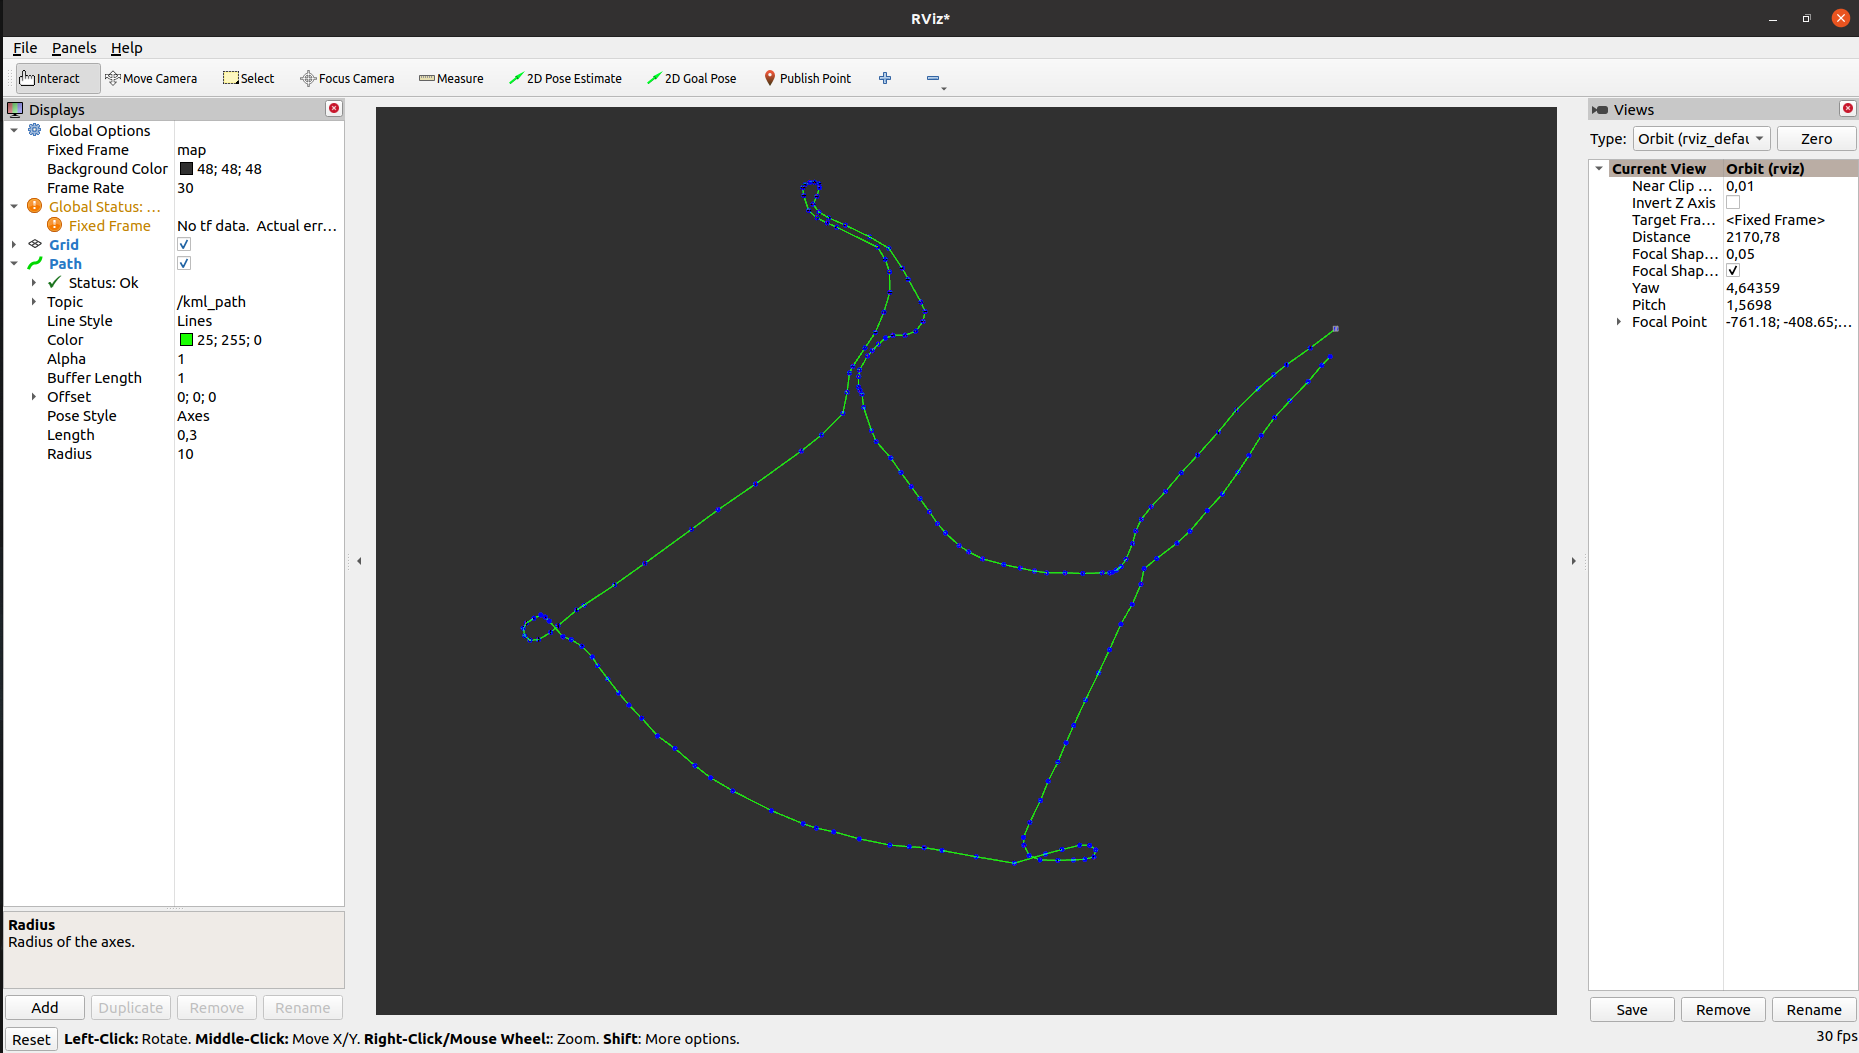 RViz*
File Panels Help
Interact Move Camera Select Focus Camera Measure 2D Pose Estimate 2D Goal Pose Publish Point
Displays
Global Options
Fixed Frame map
Background Color 48; 48; 48
Frame Rate 30
Global Status: ...
Fixed Frame No tf data. Actual err...
Grid
Path
Status: Ok
Topic /kml_path
Line Style Lines
Color 25; 255; 0
Alpha 1
Buffer Length 1
Offset 0; 0; 0
Pose Style Axes
Length 0,3
Radius 10
Radius
Radius of the axes.
Add Duplicate Remove Rename
Reset Left-Click: Rotate. Middle-Click: Move X/Y. Right-Click/Mouse Wheel:: Zoom. Shift: More options.
Views
Type: Orbit (rviz_defau Zero
Current View Orbit (rviz)
Near Clip ... 0,01
Invert Z Axis
Target Fra... <Fixed Frame>
Distance 2170,78
Focal Shap... 0,05
Focal Shap...
Yaw 4,64359
Pitch 1,5698
Focal Point -761.18; -408.65;...
Save Remove Rename
30 fps